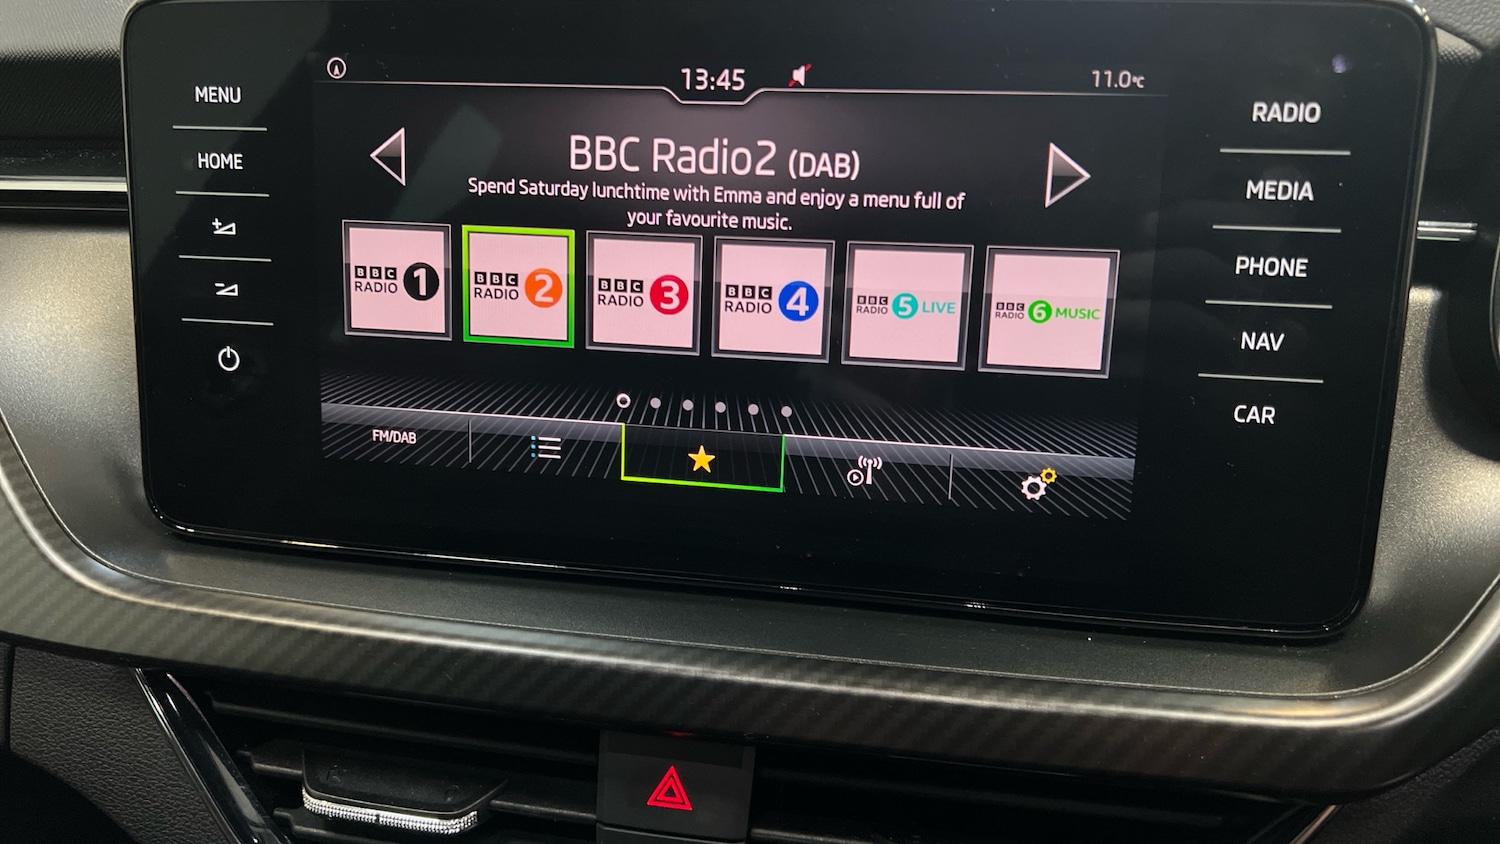 13:45
11.0°C
MENU
HOME
BBC Radio2 (DAB)
Spend Saturday lunchtime with Emma and enjoy a menu full of
your favourite music.
BBC
RADIO 1
BBC
RADIO 2
BBC
RADIO 3
BBC
RADIO 4
BBC
RADIO 5 LIVE
BBC
RADIO 6 MUSIC
FM/DAB
RADIO
MEDIA
PHONE
NAV
CAR